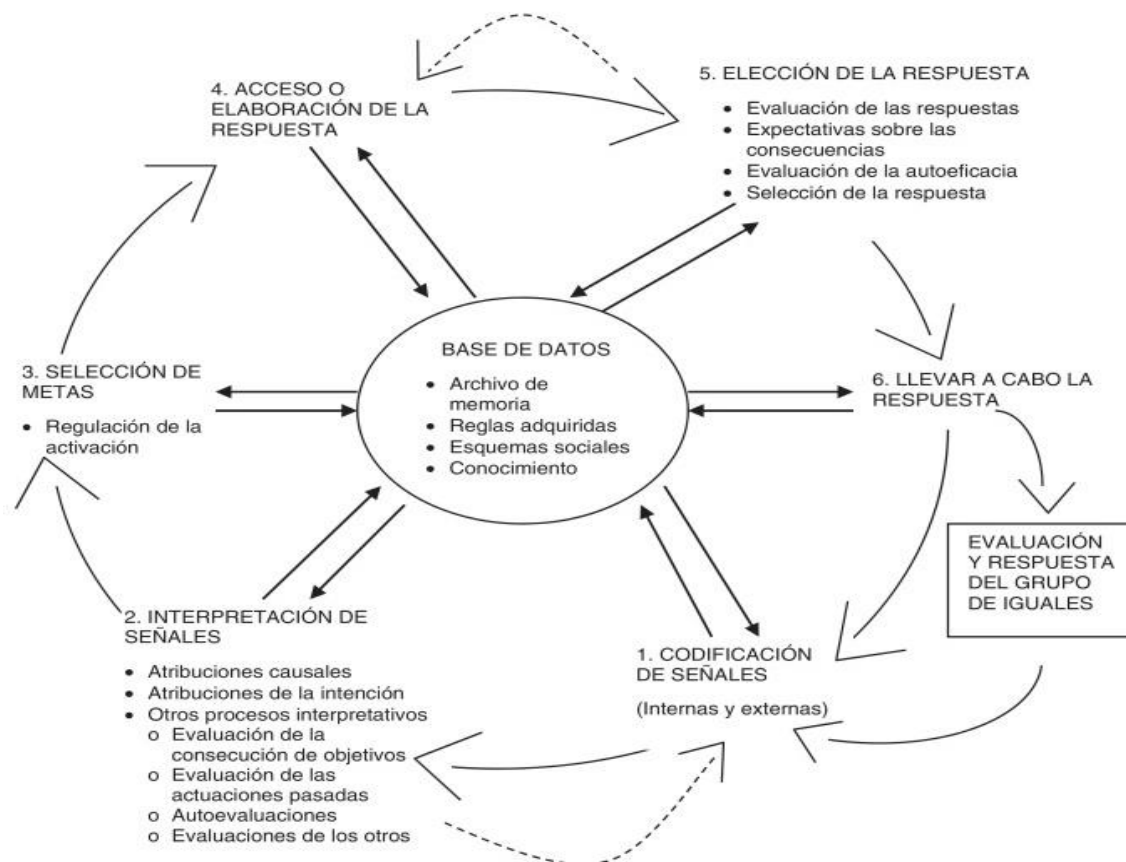 4. ACCESO O
ELABORACIÓN DE LA
RESPUESTA
5. ELECCIÓN DE LA RESPUESTA
• Evaluación de las respuestas
• Expectativas sobre las
consecuencias
• Evaluación de la autoeficacia
• Selección de la respuesta
BASE DE DATOS
• Archivo de
memoria
• Reglas adquiridas
• Esquemas sociales
• Conocimiento
3. SELECCIÓN DE
METAS
• Regulación de la
activación
6. LLEVAR A CABO LA
RESPUESTA
EVALUACIÓN
Y RESPUESTA
DEL GRUPO
DE IGUALES
2. INTERPRETACIÓN DE
SEÑALES
• Atribuciones causales
• Atribuciones de la intención
• Otros procesos interpretativos
o Evaluación de la
consecución de objetivos
o Evaluación de las
actuaciones pasadas
o Autoevaluaciones
o Evaluaciones de los otros
1. CODIFICACIÓN
DE SEÑALES
(Internas y externas)